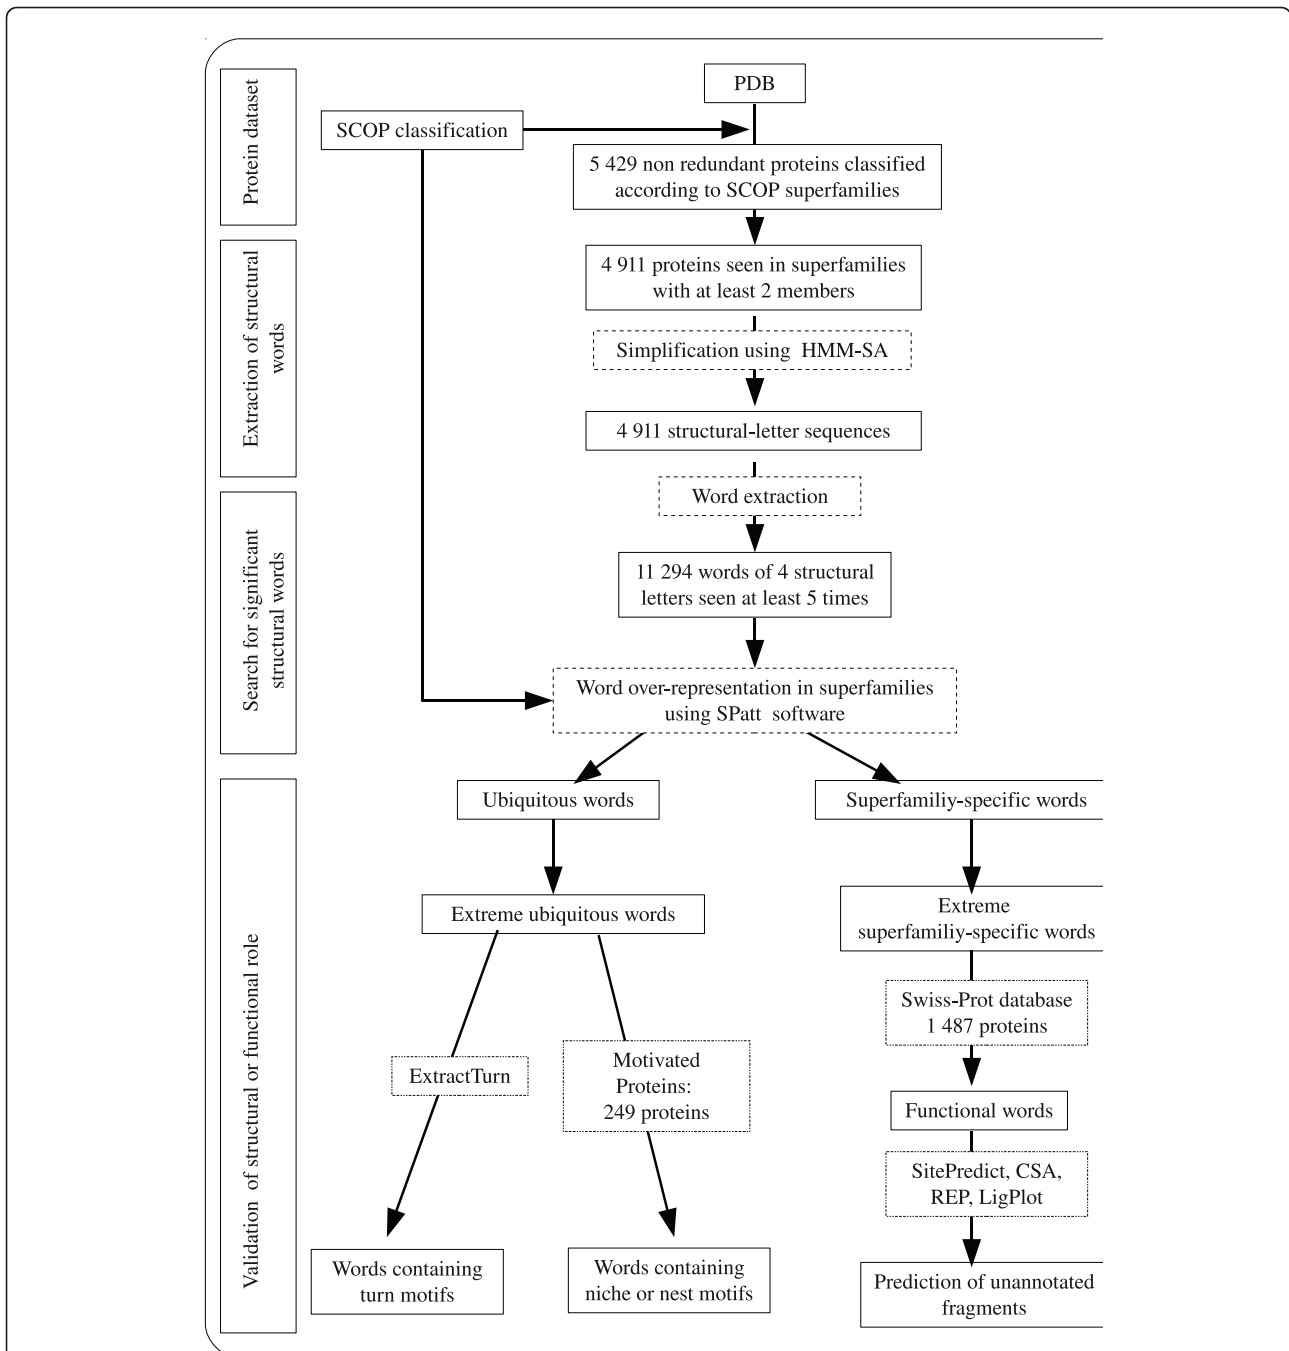 Protein dataset
PDB
SCOP classification
5 429 non redundant proteins classified
according to SCOP superfamilies
Extraction of structural
words
4 911 proteins seen in superfamilies
with at least 2 members
Simplification using HMM-SA
4 911 structural-letter sequences
Search for significant
structural words
Word extraction
11 294 words of 4 structural
letters seen at least 5 times
Word over-representation in superfamilies
using SPatt software
Validation of structural or functional role
Ubiquitous words
Superfamiliy-specific words
Extreme ubiquitous words
Extreme
superfamiliy-specific words
Swiss-Prot database
1 487 proteins
ExtractTurn
Motivated
Proteins:
249 proteins
Functional words
SitePredict, CSA,
REP, LigPlot
Words containing
turn motifs
Words containing
niche or nest motifs
Prediction of unannotated
fragments